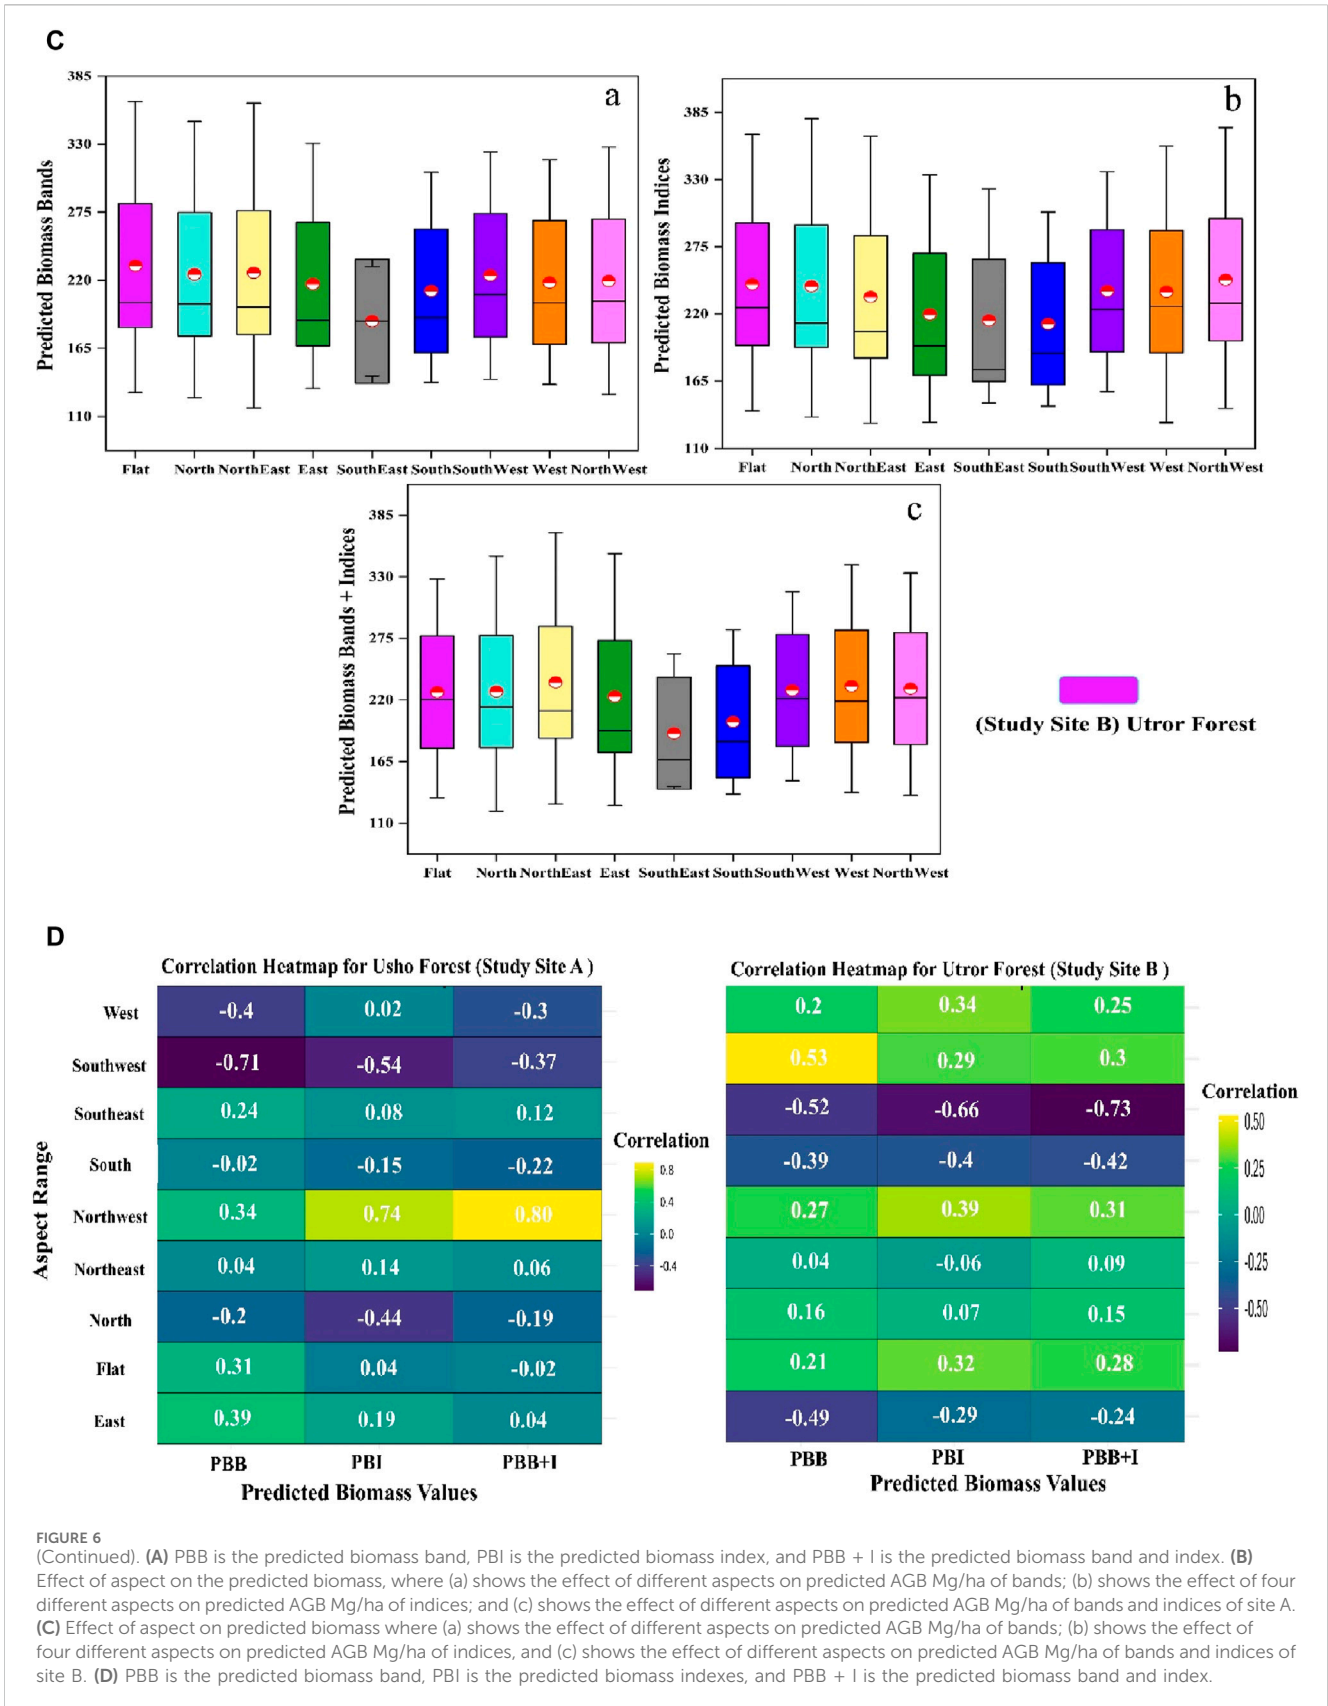 C
a
385
330
275
220
165
110
Predicted Biomass Bands
Flat North NorthEast East SouthEast South SouthWest West NorthWest
b
385
330
275
220
165
110
Predicted Biomass Indices
Flat North NorthEast East SouthEast South SouthWest West NorthWest
c
385
330
275
220
165
110
Predicted Biomass Bands + Indices
Flat North NorthEast East SouthEast South SouthWest West NorthWest
(Study Site B) Utror Forest
D
Correlation Heatmap for Usho Forest (Study Site A )
Aspect Range
West -0.4 0.02 -0.3
Southwest -0.71 -0.54 -0.37
Southeast 0.24 0.08 0.12
South -0.02 -0.15 -0.22
Northwest 0.34 0.74 0.80
Northeast 0.04 0.14 0.06
North -0.2 -0.44 -0.19
Flat 0.31 0.04 -0.02
East 0.39 0.19 0.04
PBB PBI PBB+I
Predicted Biomass Values
Correlation
0.8
0.4
0.0
-0.4
Correlation Heatmap for Utror Forest (Study Site B )
0.2 0.34 0.25
0.53 0.29 0.3
-0.52 -0.66 -0.73
-0.39 -0.4 -0.42
0.27 0.39 0.31
0.04 -0.06 0.09
0.16 0.07 0.15
0.21 0.32 0.28
-0.49 -0.29 -0.24
PBB PBI PBB+I
Predicted Biomass Values
Correlation
0.50
0.25
0.00
-0.25
-0.50
FIGURE 6
(Continued). (A) PBB is the predicted biomass band, PBI is the predicted biomass index, and PBB + I is the predicted biomass band and index. (B)
Effect of aspect on the predicted biomass, where (a) shows the effect of different aspects on predicted AGB Mg/ha of bands; (b) shows the effect of four
different aspects on predicted AGB Mg/ha of indices; and (c) shows the effect of different aspects on predicted AGB Mg/ha of bands and indices of site A.
(C) Effect of aspect on predicted biomass where (a) shows the effect of different aspects on predicted AGB Mg/ha of bands; (b) shows the effect of
four different aspects on predicted AGB Mg/ha of indices, and (c) shows the effect of different aspects on predicted AGB Mg/ha of bands and indices of
site B. (D) PBB is the predicted biomass band, PBI is the predicted biomass indexes, and PBB + I is the predicted biomass band and index.